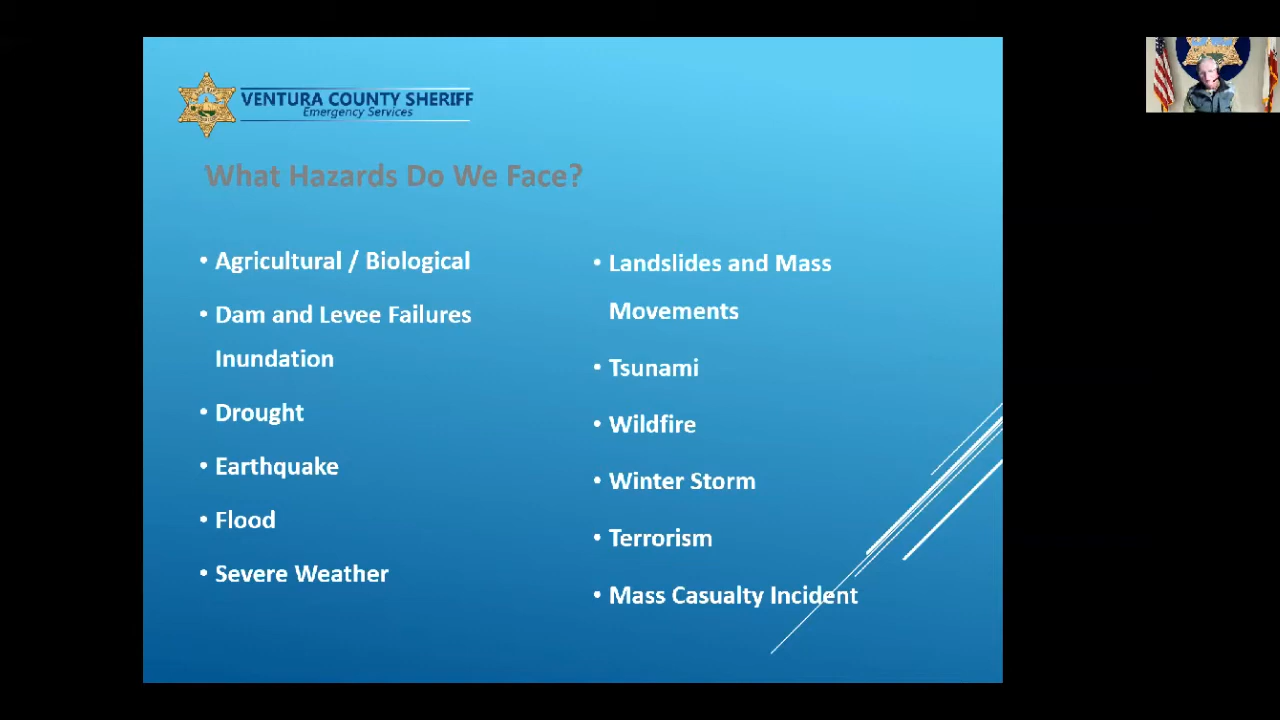 VENTURA COUNTY SHERIFF
Emergency Services
What Hazards Do We Face?
• Agricultural / Biological
• Dam and Levee Failures
Inundation
• Drought
• Earthquake
• Flood
• Severe Weather
• Landslides and Mass
Movements
• Tsunami
• Wildfire
• Winter Storm
• Terrorism
• Mass Casualty Incident